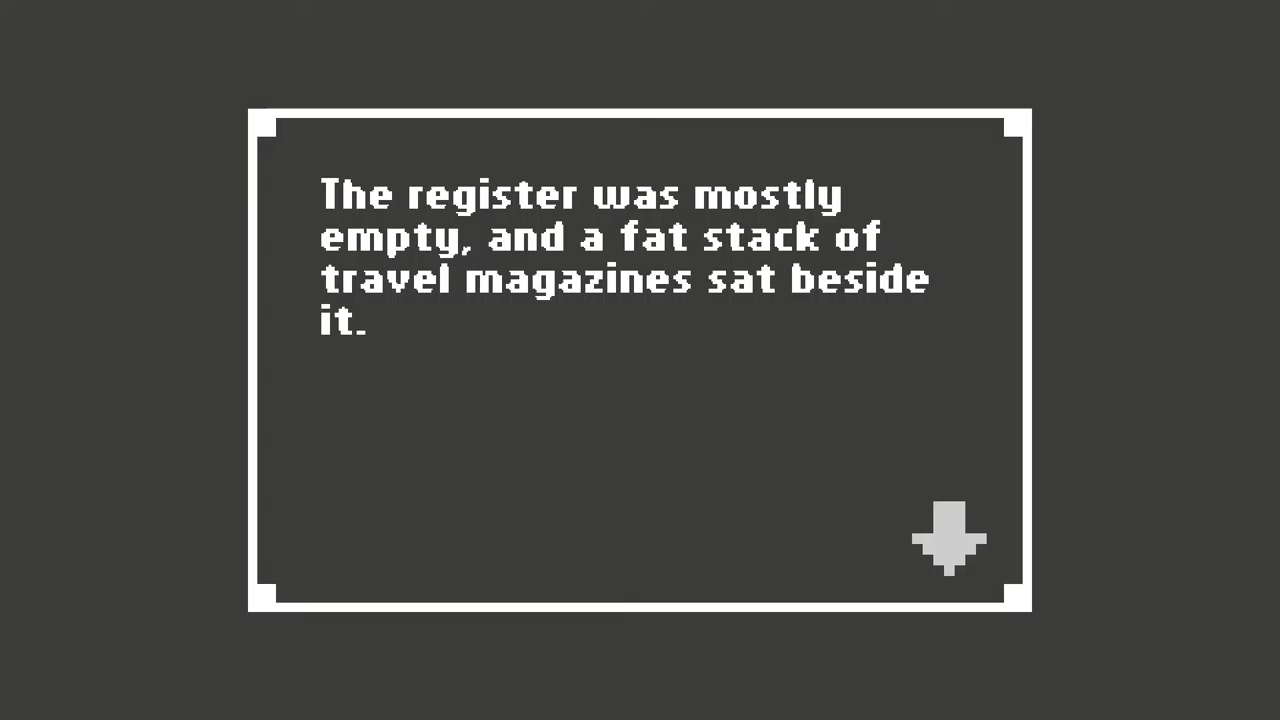 The register was mostly
empty, and a fat stack of
travel magazines sat beside
it.